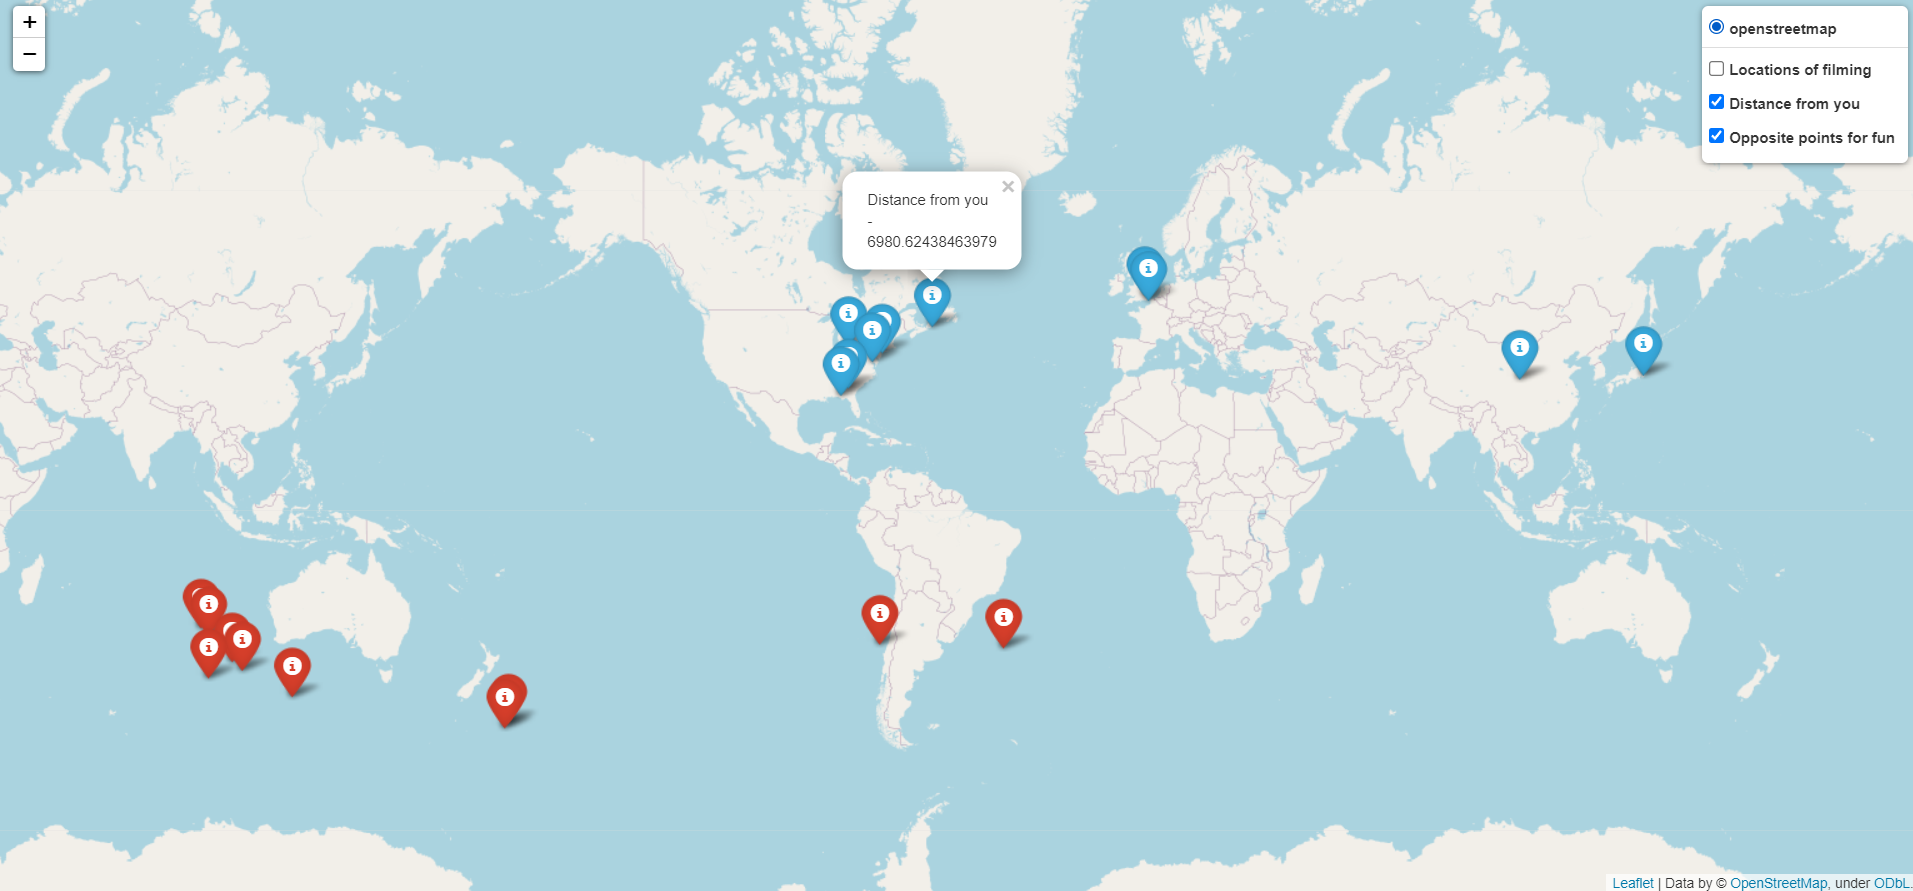 +
−
openstreetmap
Locations of filming
Distance from you
Opposite points for fun
×
Distance from you
-
6980.62438463979
Leaflet | Data by © OpenStreetMap, under ODbL.